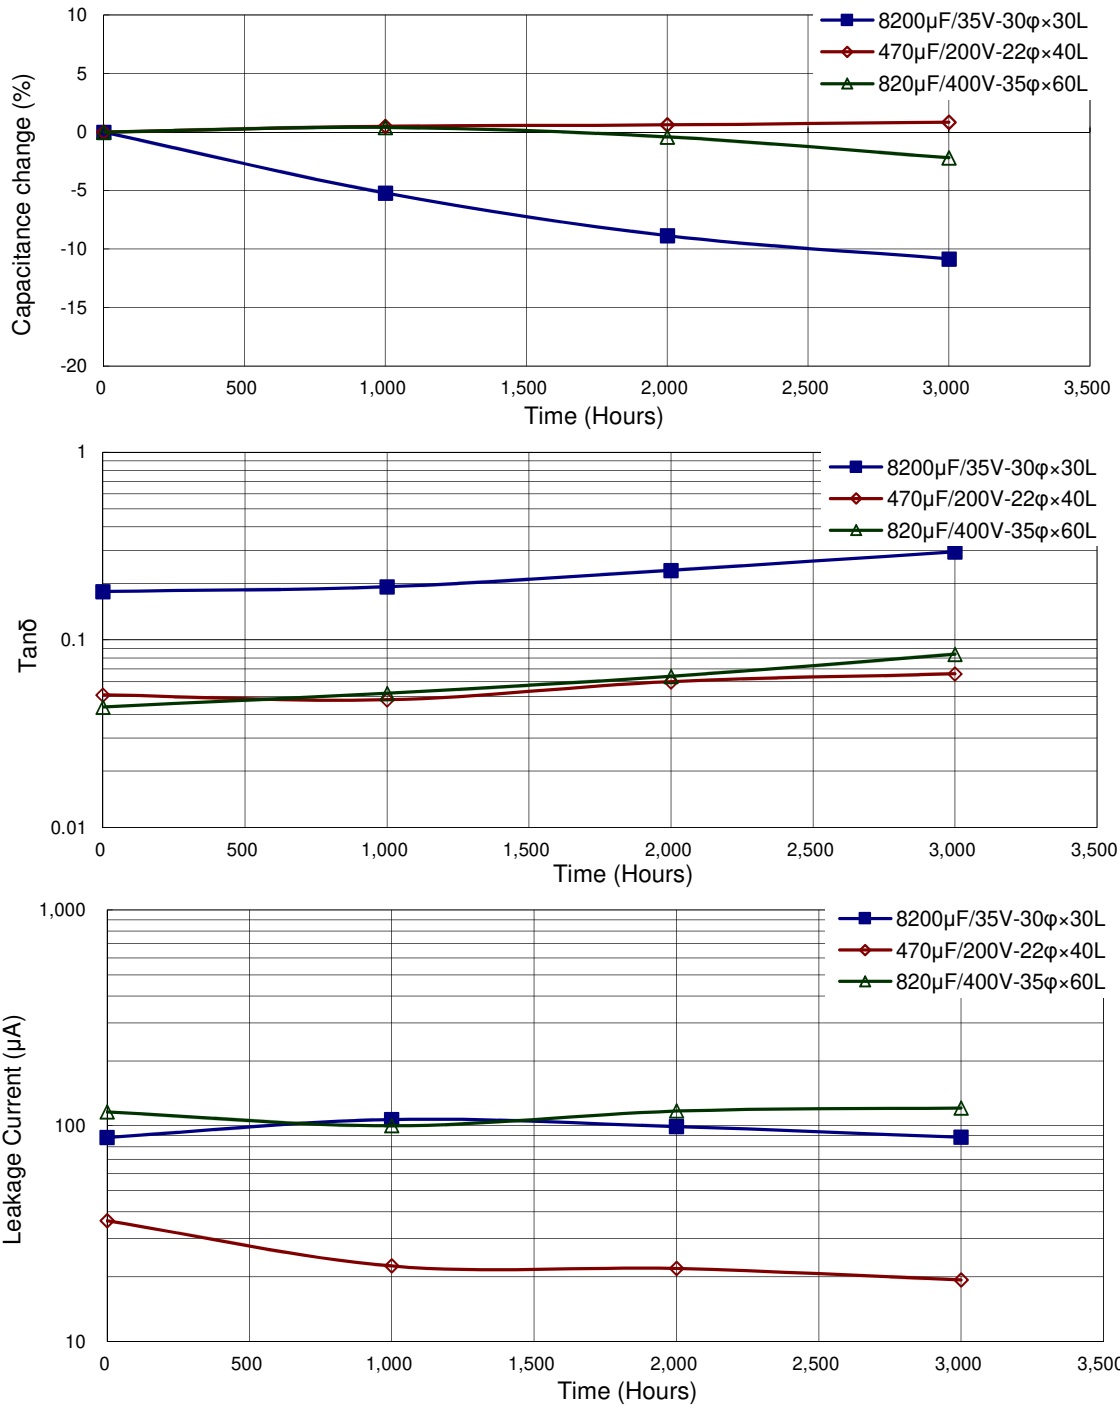 10
5
0
-5
-10
-15
-20
Capacitance change (%)
8200µF/35V-30φ×30L
470µF/200V-22φ×40L
820µF/400V-35φ×60L
0 500 1,000 1,500 2,000 2,500 3,000 3,500
Time (Hours)
1
0.1
0.01
Tanδ
8200µF/35V-30φ×30L
470µF/200V-22φ×40L
820µF/400V-35φ×60L
0 500 1,000 1,500 2,000 2,500 3,000 3,500
Time (Hours)
1,000
100
10
Leakage Current (µA)
8200µF/35V-30φ×30L
470µF/200V-22φ×40L
820µF/400V-35φ×60L
0 500 1,000 1,500 2,000 2,500 3,000 3,500
Time (Hours)